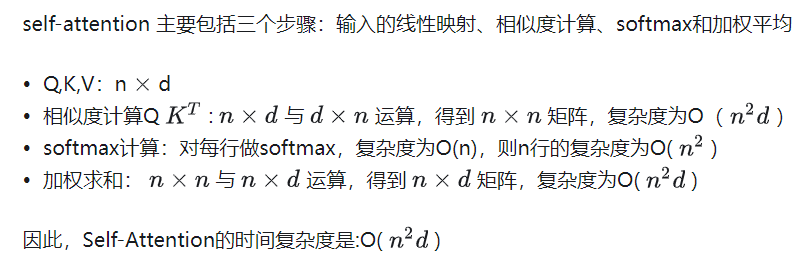 self-attention 主要包括三个步骤：输入的线性映射、相似度计算、softmax和加权平均
• Q,K,V：n × d
• 相似度计算Q $K^T$ : $n \times d$ 与 $d \times n$ 运算，得到 $n \times n$ 矩阵，复杂度为O （ $n^2d$ ）
• softmax计算：对每行做softmax，复杂度为O(n)，则n行的复杂度为O( $n^2$ )
• 加权求和： $n \times n$ 与 $n \times d$ 运算，得到 $n \times d$ 矩阵，复杂度为O( $n^2d$ )
因此，Self-Attention的时间复杂度是:O( $n^2d$ )